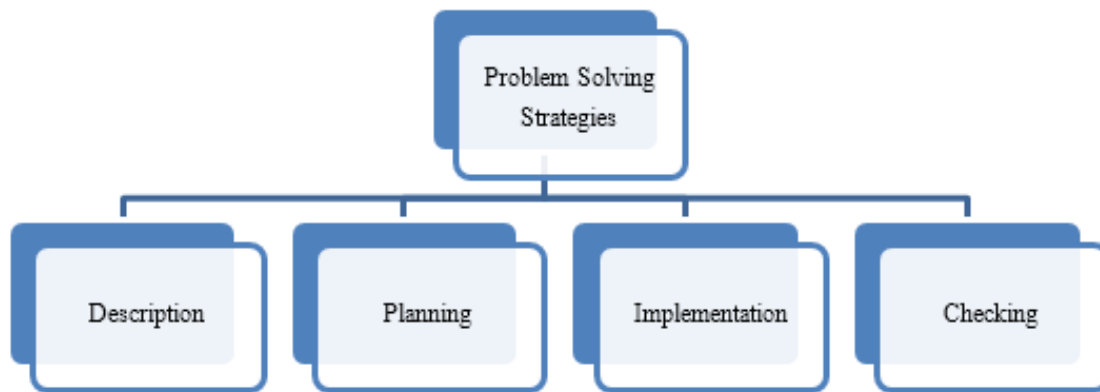 Problem Solving
Strategies
Description
Planning
Implementation
Checking